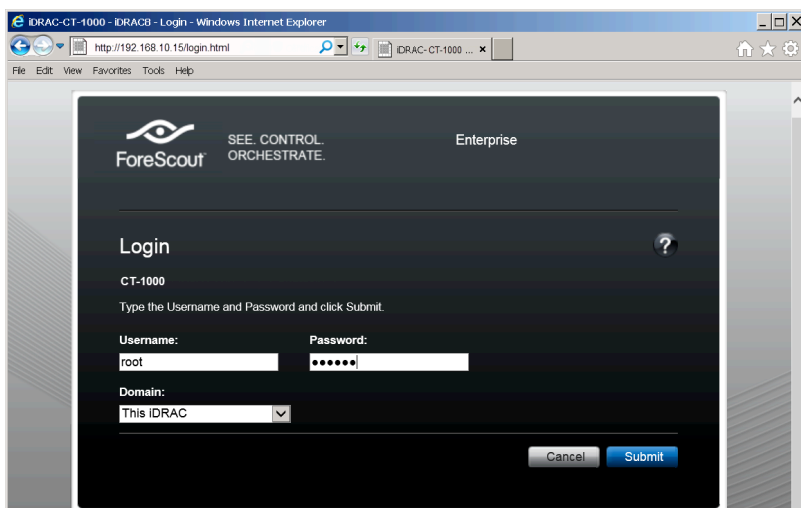 iDRAC-CT-1000 - iDRAC8 - Login - Windows Internet Explorer
http://192.168.10.15/login.html
iDRAC- CT-1000 ...
File Edit View Favorites Tools Help
ForeScout
SEE. CONTROL.
ORCHESTRATE.
Enterprise
Login
?
CT-1000
Type the Username and Password and click Submit.
Username: Password:
root ••••••
Domain:
This iDRAC
Cancel Submit